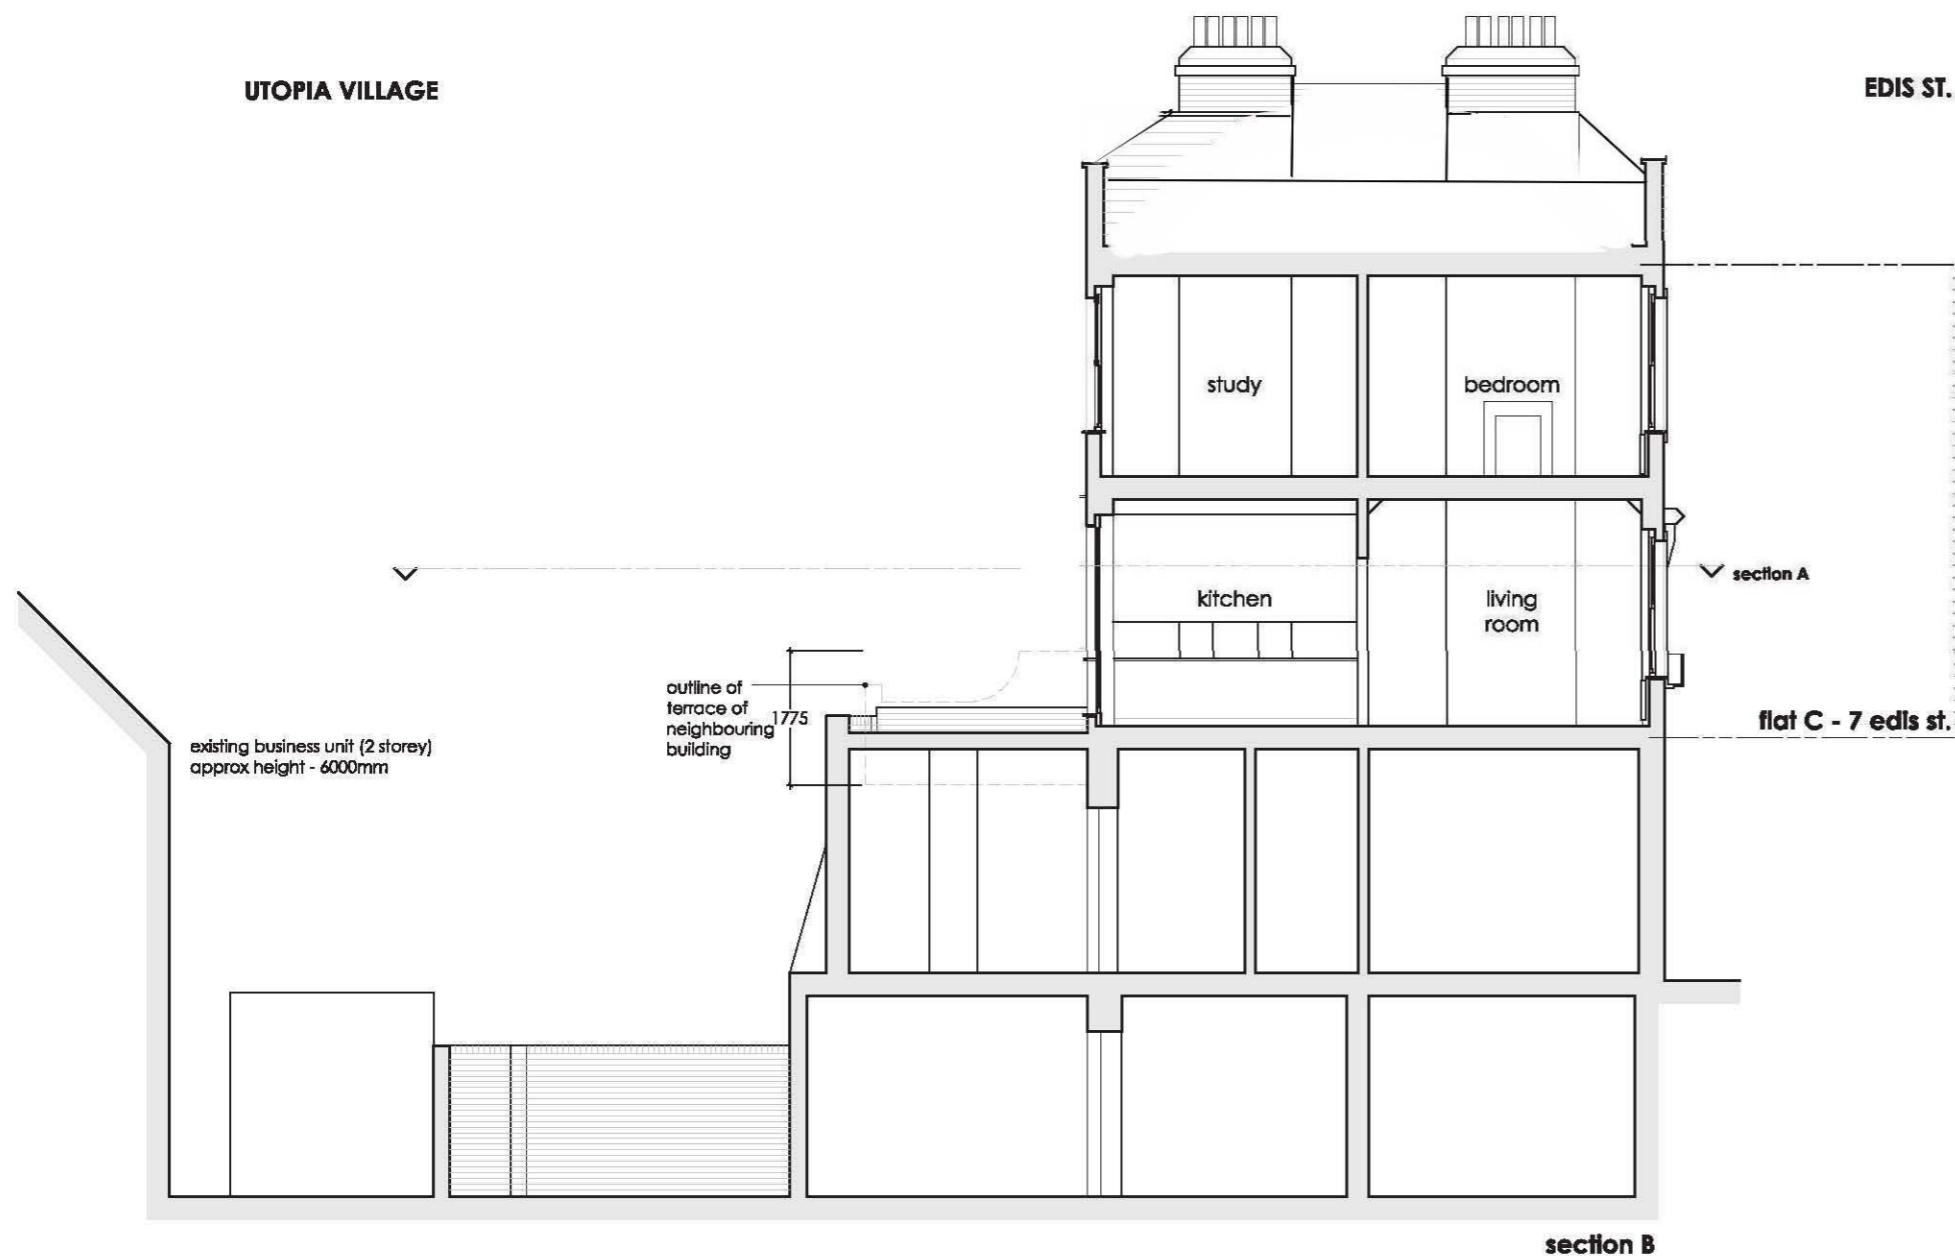 UTOPIA VILLAGE
EDIS ST.
study
bedroom
section A
kitchen
living
room
outline of
terrace of
neighbouring
building
1775
flat C - 7 edis st.
existing business unit (2 storey)
approx height - 6000mm
section B